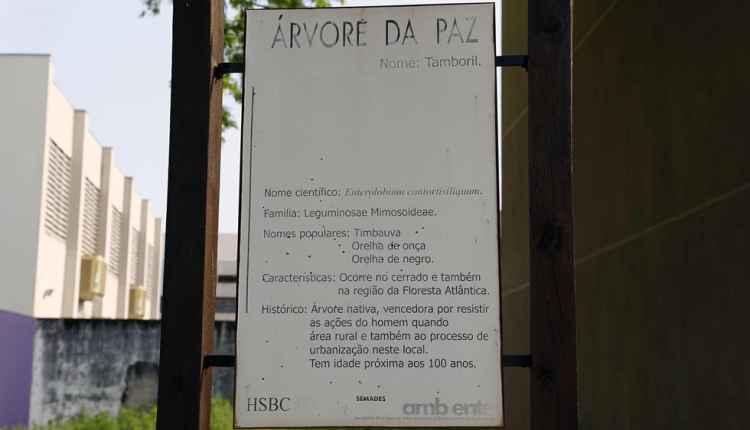 ÁRVORE DA PAZ
Nome: Tamboril.
Nome científico: Enterolobium contortisiliquum.
Família: Leguminosae Mimosoideae.
Nomes populares: Timbauva
Orelha de onça
Orelha de negro.
Características: Ocorre no cerrado e também
na região da Floresta Atlântica.
Histórico: Árvore nativa, vencedora por resistir
as ações do homem quando
área rural e também ao processo de
urbanização neste local.
Tem idade próxima aos 100 anos.
HSBC SEMADES amb ente